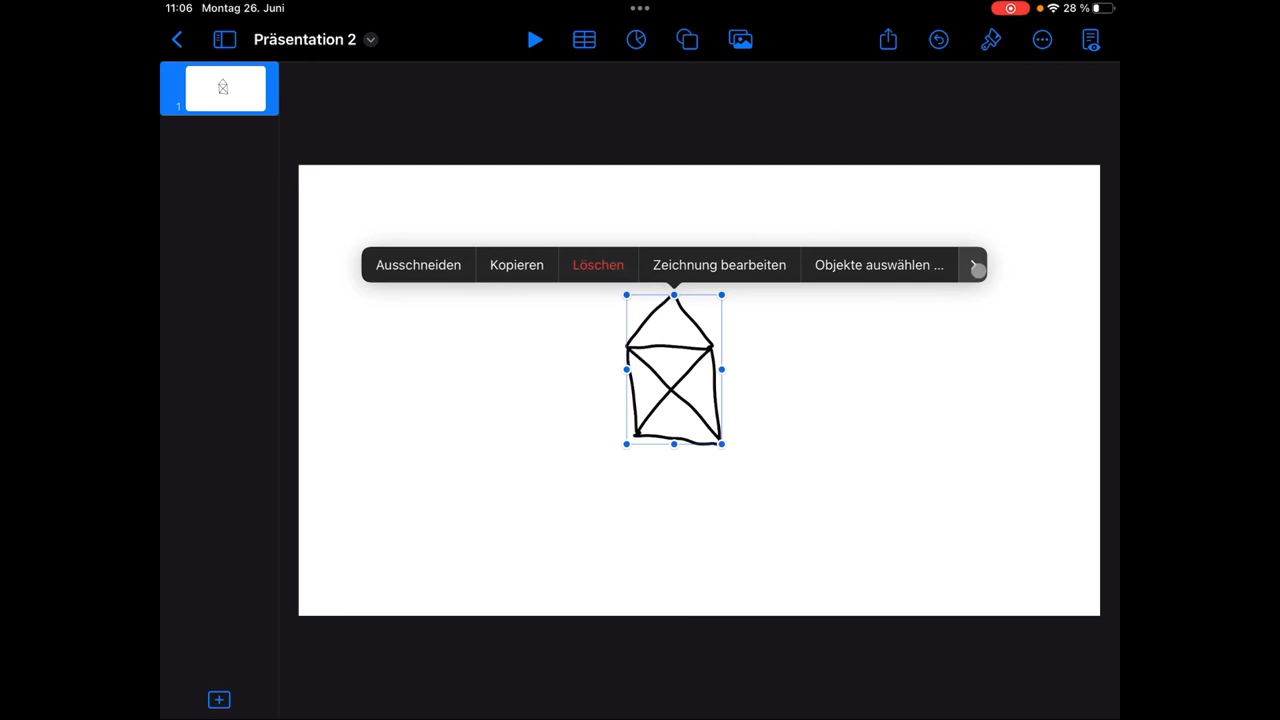 11:06 Montag 26. Juni 28 %
Präsentation 2
1
Ausschneiden Kopieren Löschen Zeichnung bearbeiten Objekte auswählen ...